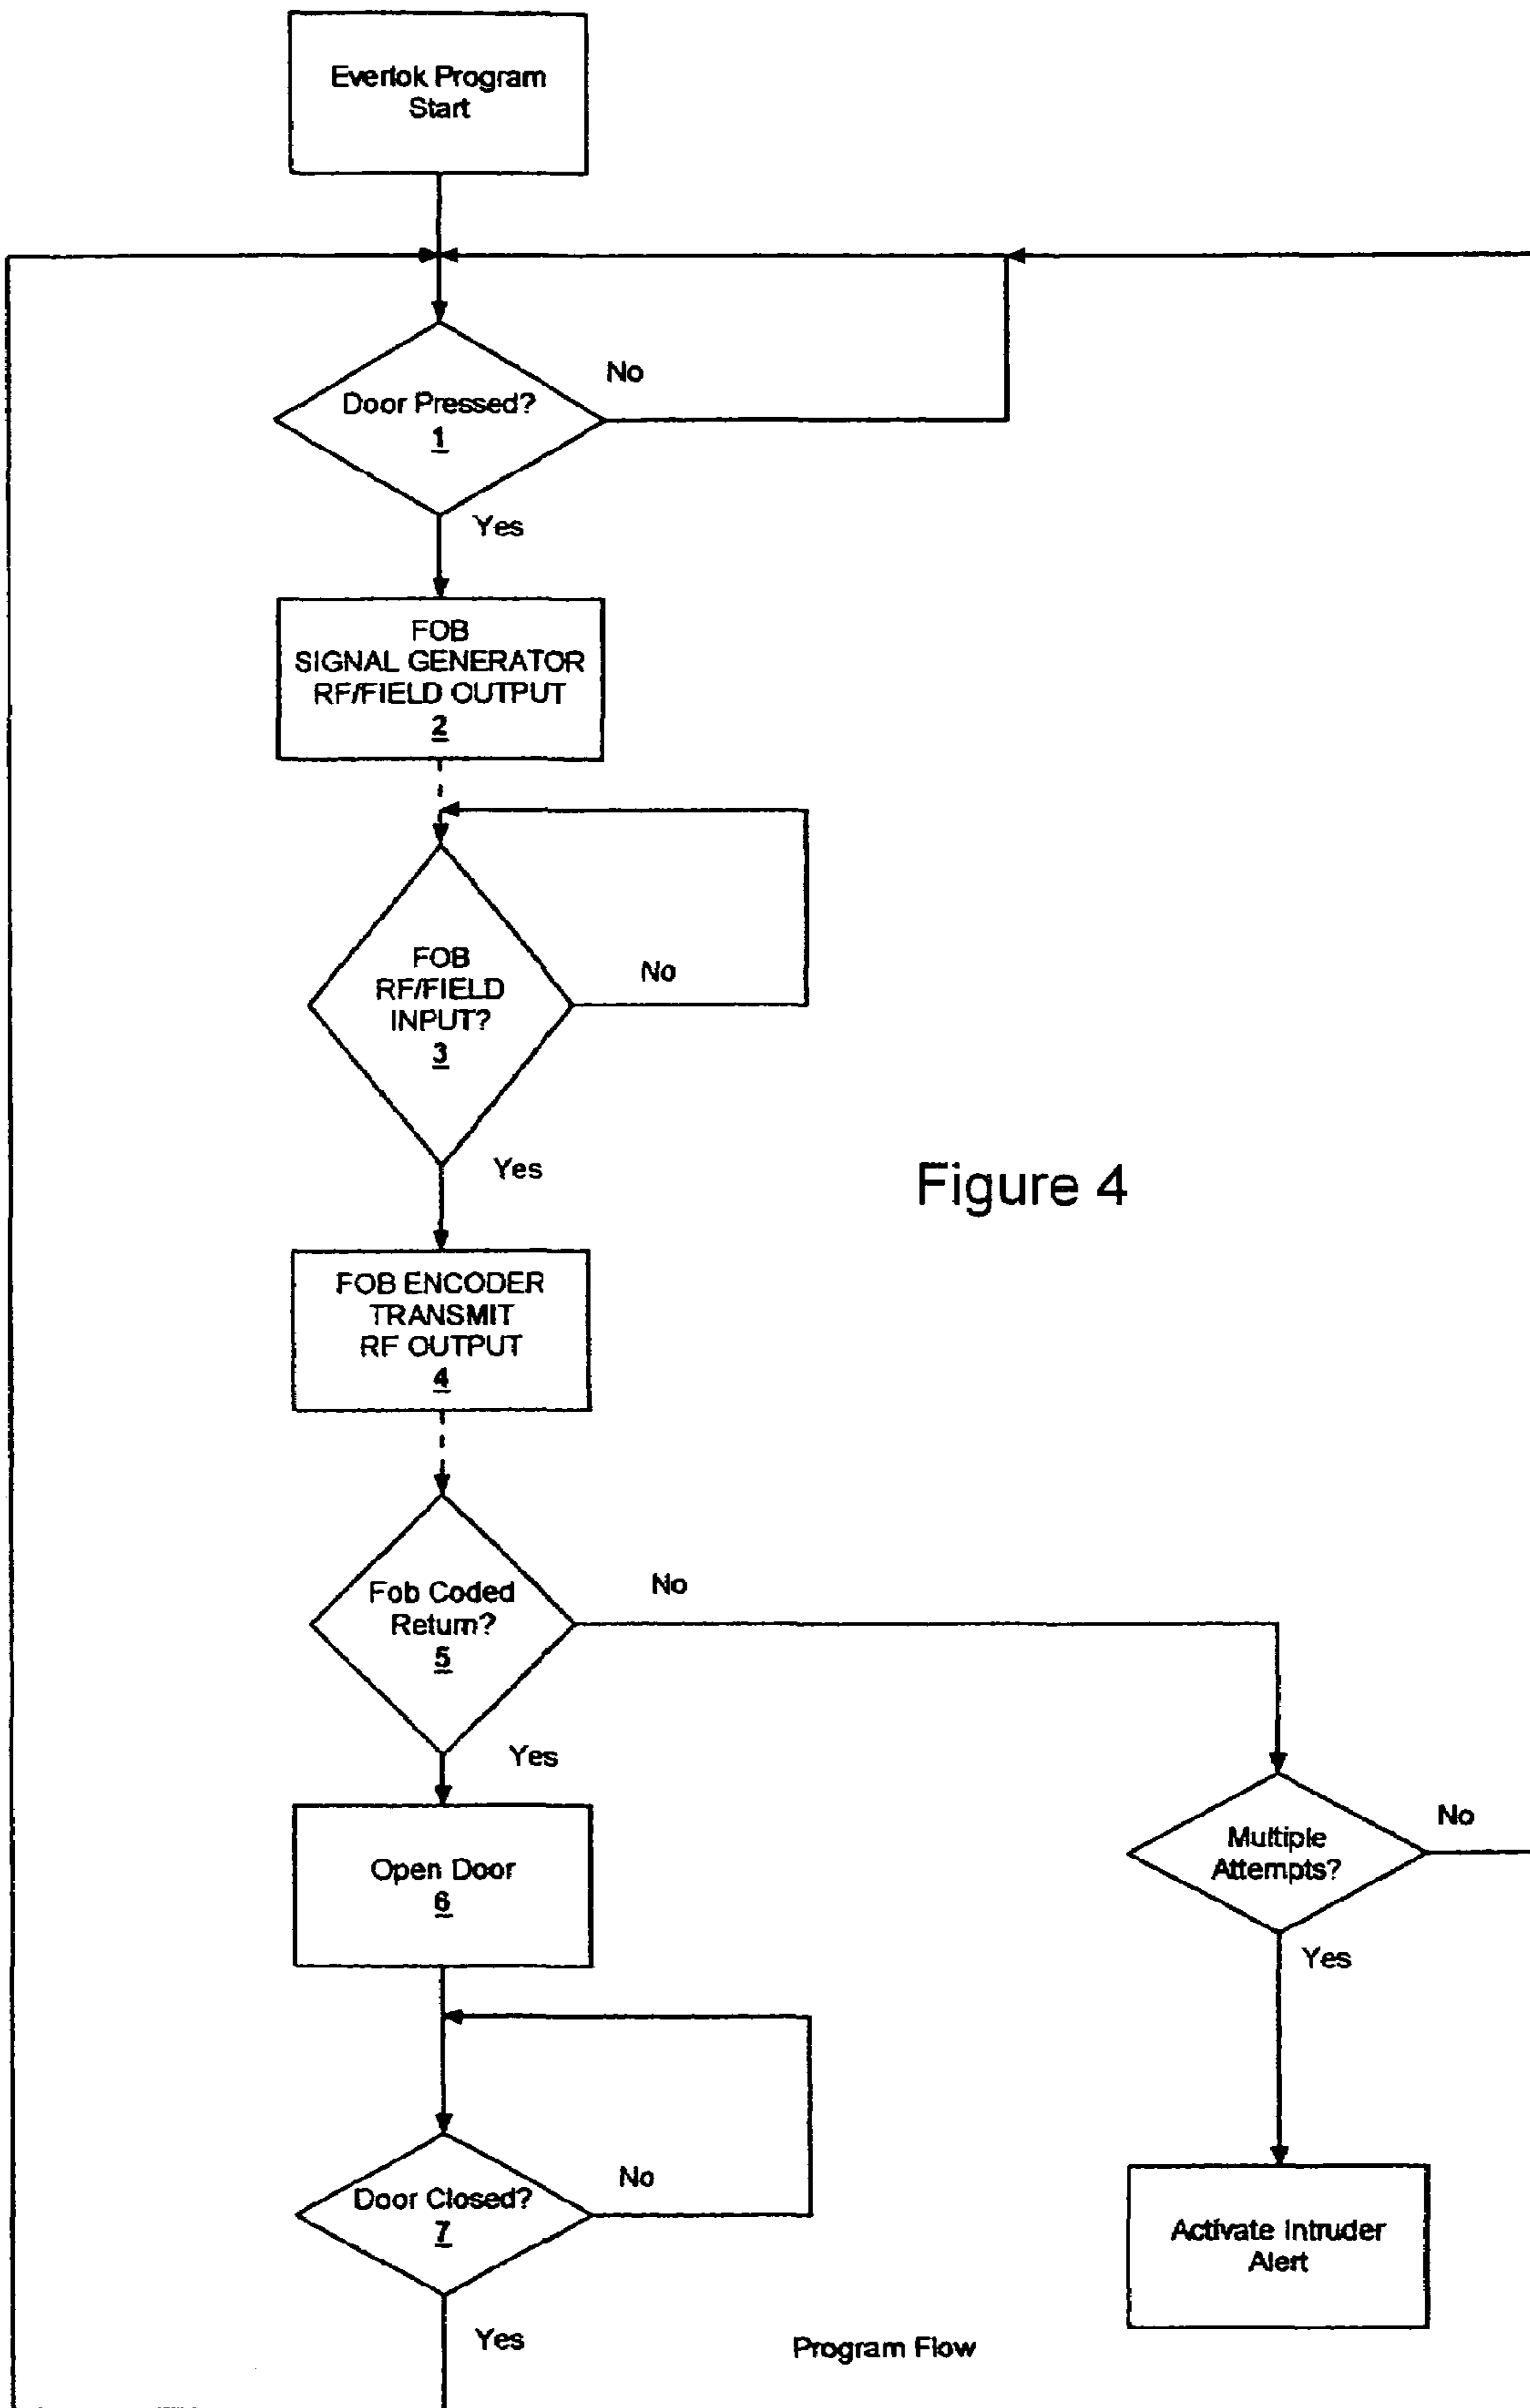 Everlok Program
Start
Door Pressed?
1
No
Yes
FOB
SIGNAL GENERATOR
RF/FIELD OUTPUT
2
FOB
RF/FIELD
INPUT?
3
No
Yes
Figure 4
FOB ENCODER
TRANSMIT
RF OUTPUT
4
Fob Coded
Return?
5
No
Yes
Open Door
6
Multiple
Attempts?
No
Yes
Door Closed?
7
No
Yes
Activate Intruder
Alert
Program Flow